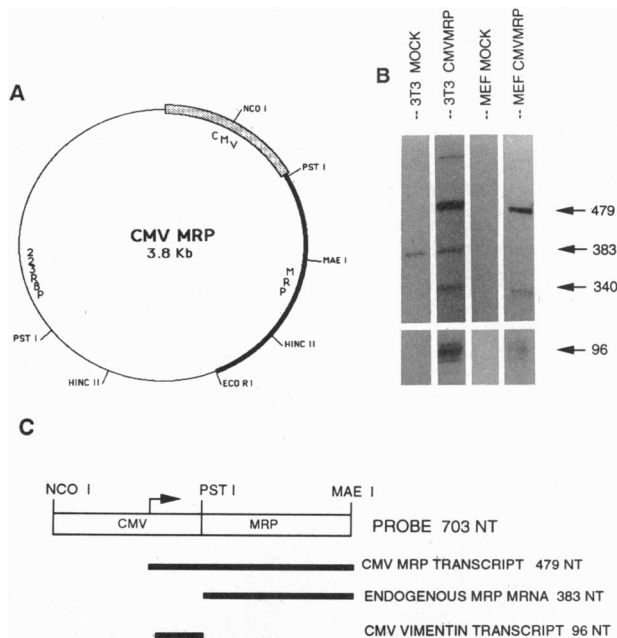 A
NCO I
CMV
PST I
CMV MRP
3.8 Kb
MAE I
MRP
HINC II
ECO R1
HINC II
PST I
223RBP
B
-- 3T3 MOCK
-- 3T3 CMVMRP
-- MEF MOCK
-- MEF CMVMRP
479
383
340
96
C
NCO I PST I MAE I
CMV MRP PROBE 703 NT
CMV MRP TRANSCRIPT 479 NT
ENDOGENOUS MRP MRNA 383 NT
CMV VIMENTIN TRANSCRIPT 96 NT